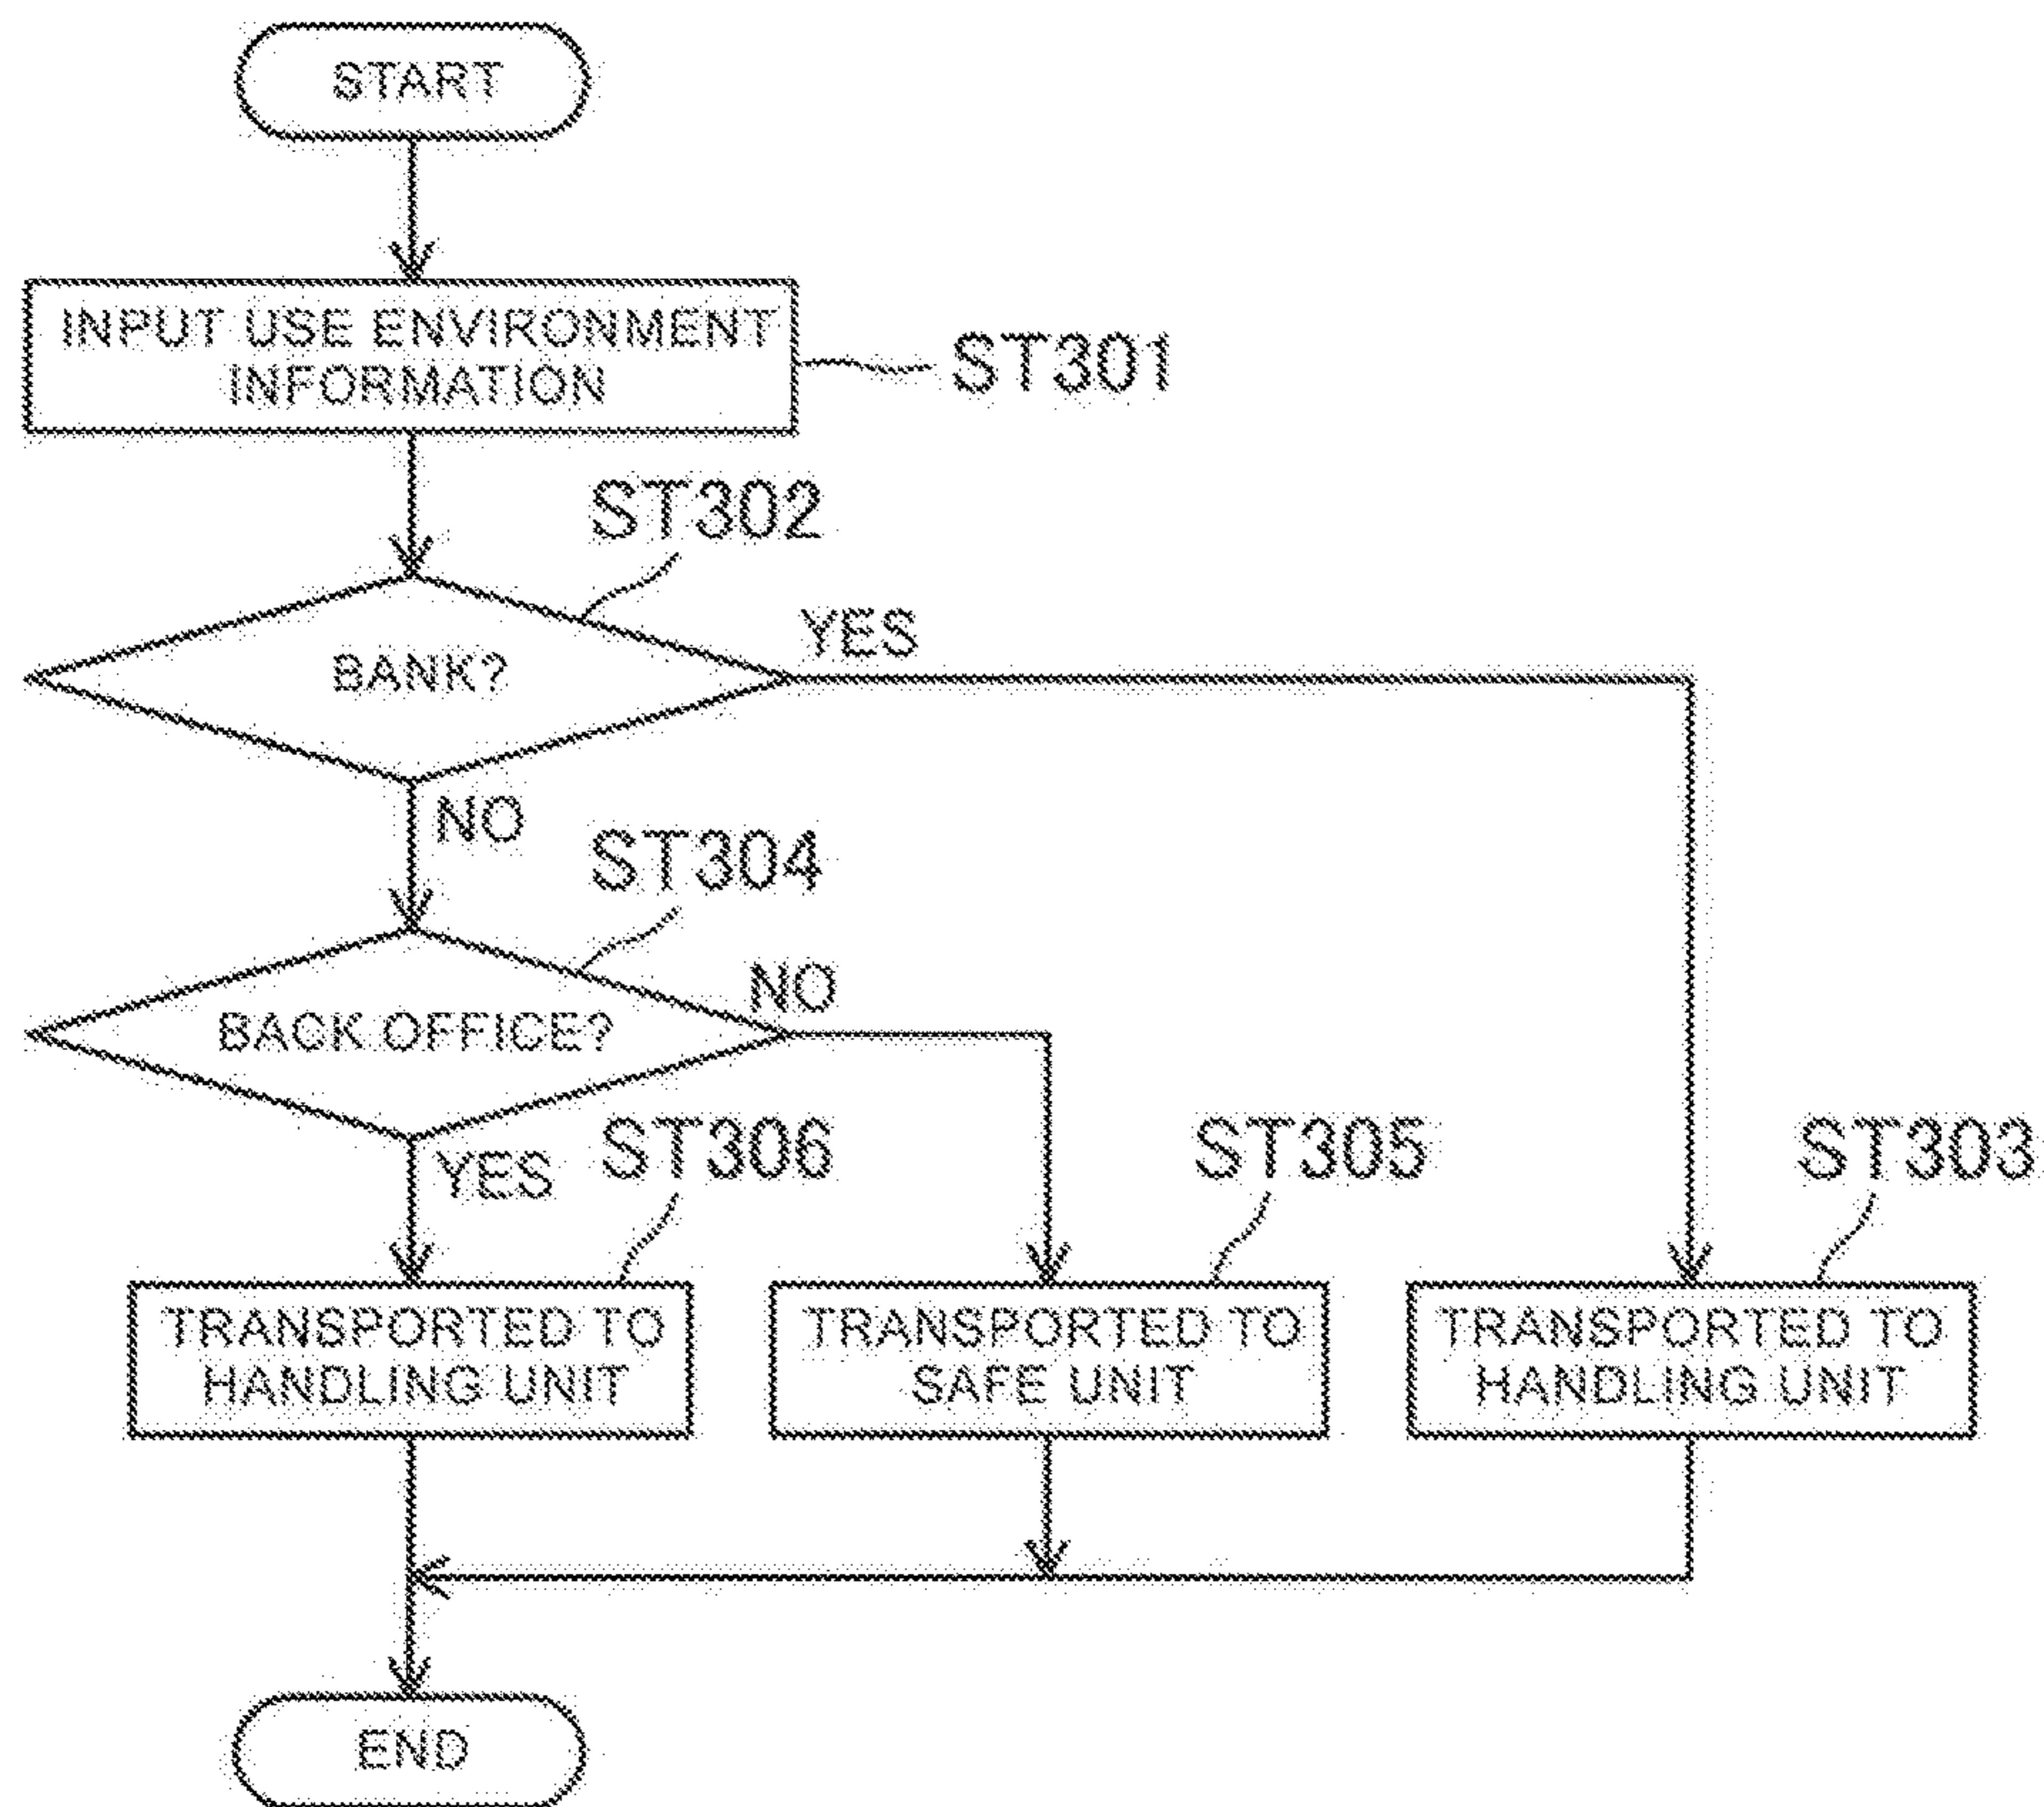 START
INPUT USE ENVIRONMENT
INFORMATION
ST301
ST302
BANK?
YES
NO
ST304
BACK OFFICE?
NO
YES
ST306
ST305
ST303
TRANSPORTED TO
HANDLING UNIT
TRANSPORTED TO
SAFE UNIT
TRANSPORTED TO
HANDLING UNIT
END